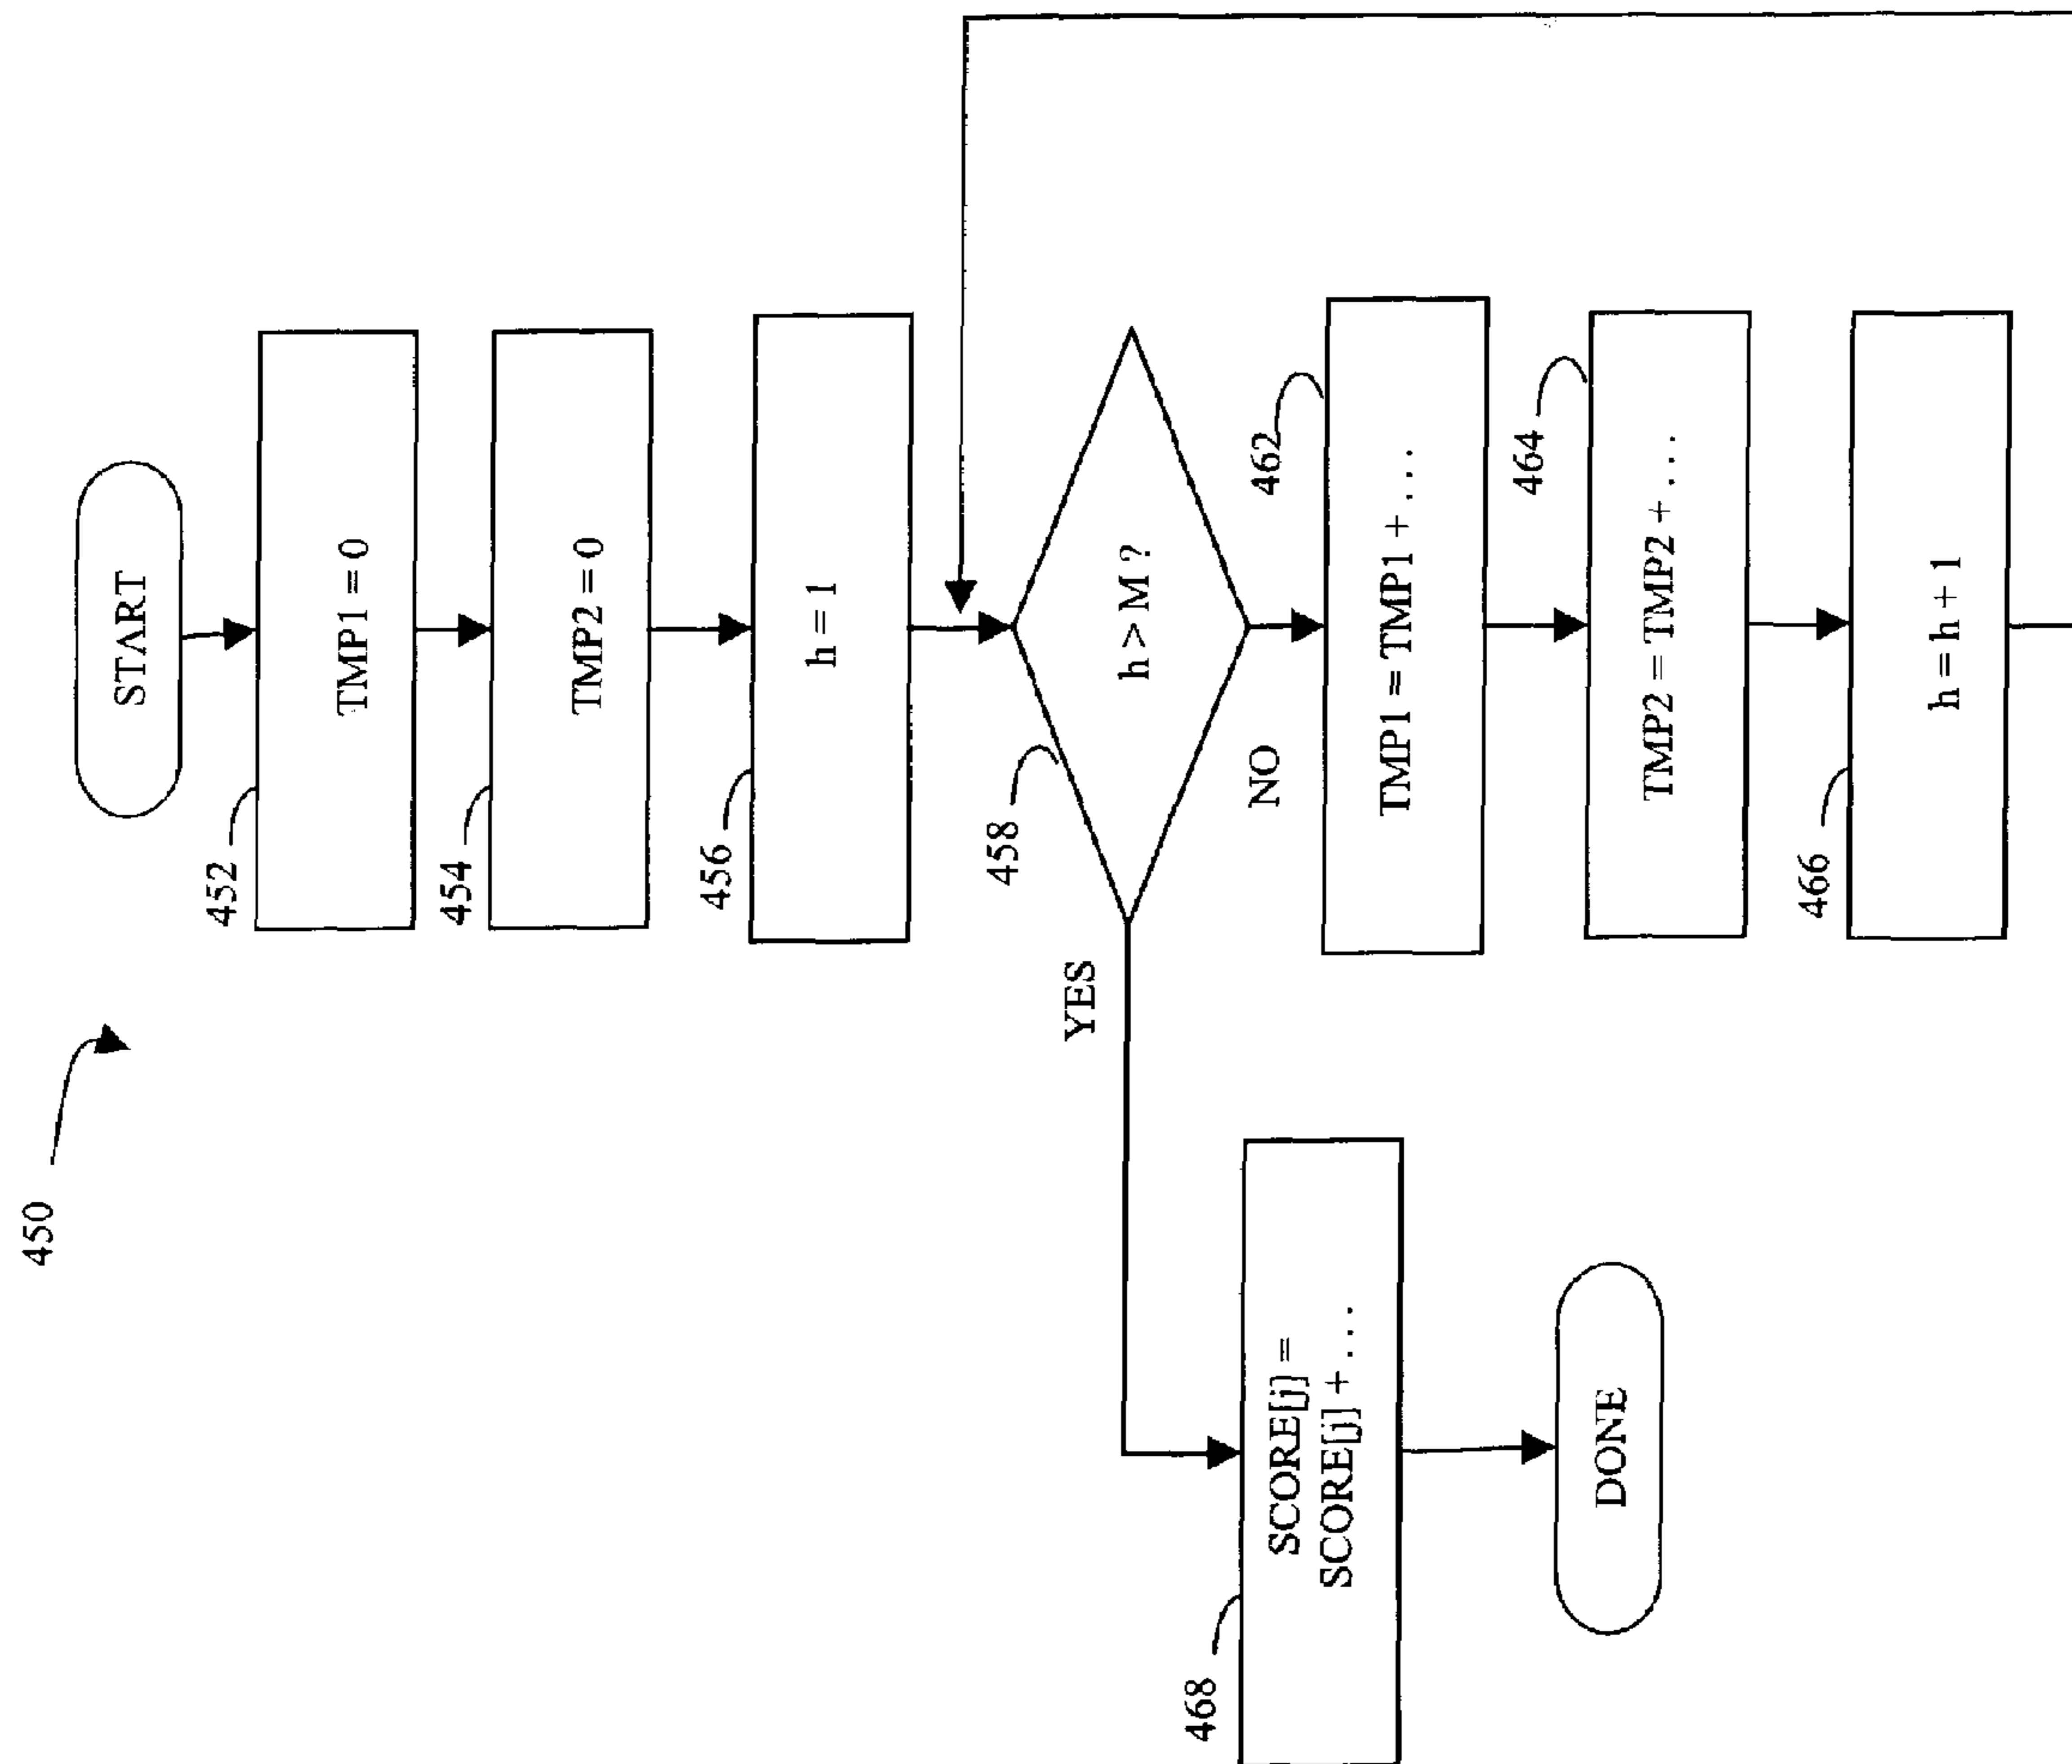 450
START
452
TMP1 = 0
454
TMP2 = 0
456
h = 1
458
h > M ?
YES
NO
462
TMP1 = TMP1 + . . .
464
TMP2 = TMP2 + . . .
466
h = h + 1
468
SCORE[j] =
SCORE[j] + . . .
DONE